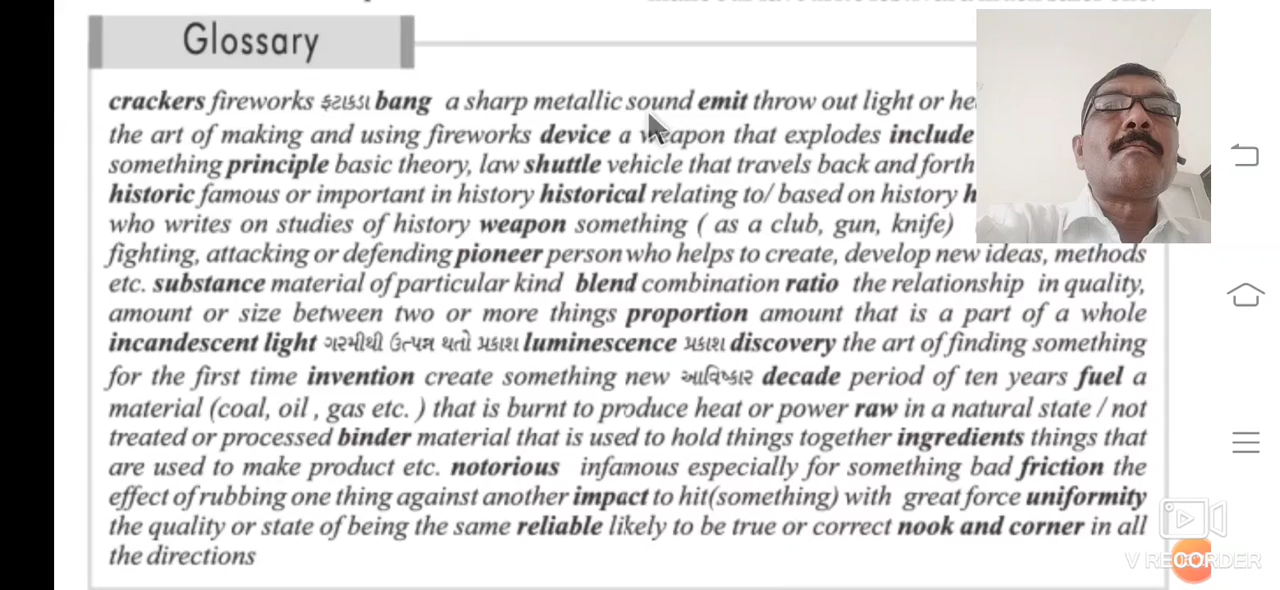 Glossary
crackers fireworks ફટાકડા bang a sharp metallic sound emit throw out light or
the art of making and using fireworks device a weapon that explodes include
something principle basic theory, law shuttle vehicle that travels back and forth
historic famous or important in history historical relating to/ based on history
who writes on studies of history weapon something ( as a club, gun, knife)
fighting, attacking or defending pioneer person who helps to create, develop new ideas, methods
etc. substance material of particular kind blend combination ratio the relationship in quality,
amount or size between two or more things proportion amount that is a part of a whole
incandescent light ગરમીથી ઉત્પન્ન થતો પ્રકાશ luminescence પ્રકાશ discovery the art of finding something
for the first time invention create something new આવિષ્કાર decade period of ten years fuel a
material (coal, oil , gas etc. ) that is burnt to produce heat or power raw in a natural state / not
treated or processed binder material that is used to hold things together ingredients things that
are used to make product etc. notorious infamous especially for something bad friction the
effect of rubbing one thing against another impact to hit(something) with great force uniformity
the quality or state of being the same reliable likely to be true or correct nook and corner in all
the directions
V RECORDER